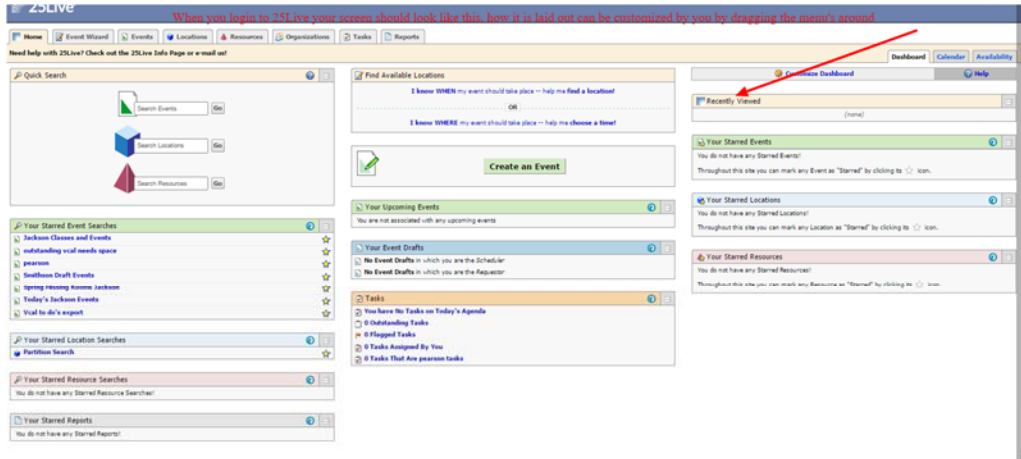 25Live
When you login to 25Live your screen should look like this, how it is laid out can be customized by you by dragging the menu's around
Home Event Wizard Events Locations Resources Organizations Tasks Reports
Need help with 25Live? Check out the 25Live Info Page or e-mail us!
Dashboard Calendar Availability
Quick Search
Search Events Go
Search Locations Go
Search Resources Go
Your Starred Event Searches
Jackson Classes and Events
outstanding vcal needs space
pearson
Smithson Draft Events
Spring Missing Rooms Jackson
Today's Jackson Events
Vcal to do's export
Your Starred Location Searches
Partition Search
Your Starred Resource Searches
You do not have any Starred Resource Searches!
Your Starred Reports
You do not have any Starred Reports!
Find Available Locations
I know WHEN my event should take place -- help me find a location!
OR
I know WHERE my event should take place -- help me choose a time!
Create an Event
Your Upcoming Events
You are not associated with any upcoming events
Your Event Drafts
No Event Drafts in which you are the Scheduler
No Event Drafts in which you are the Requestor
Tasks
You have No Tasks on Today's Agenda
0 Outstanding Tasks
0 Flagged Tasks
0 Tasks Assigned By You
0 Tasks That Are pearson tasks
Customize Dashboard Help
Recently Viewed
(none)
Your Starred Events
You do not have any Starred Events!
Throughout this site you can mark any Event as "Starred" by clicking its icon.
Your Starred Locations
You do not have any Starred Locations!
Throughout this site you can mark any Location as "Starred" by clicking its icon.
Your Starred Resources
You do not have any Starred Resources!
Throughout this site you can mark any Resource as "Starred" by clicking its icon.